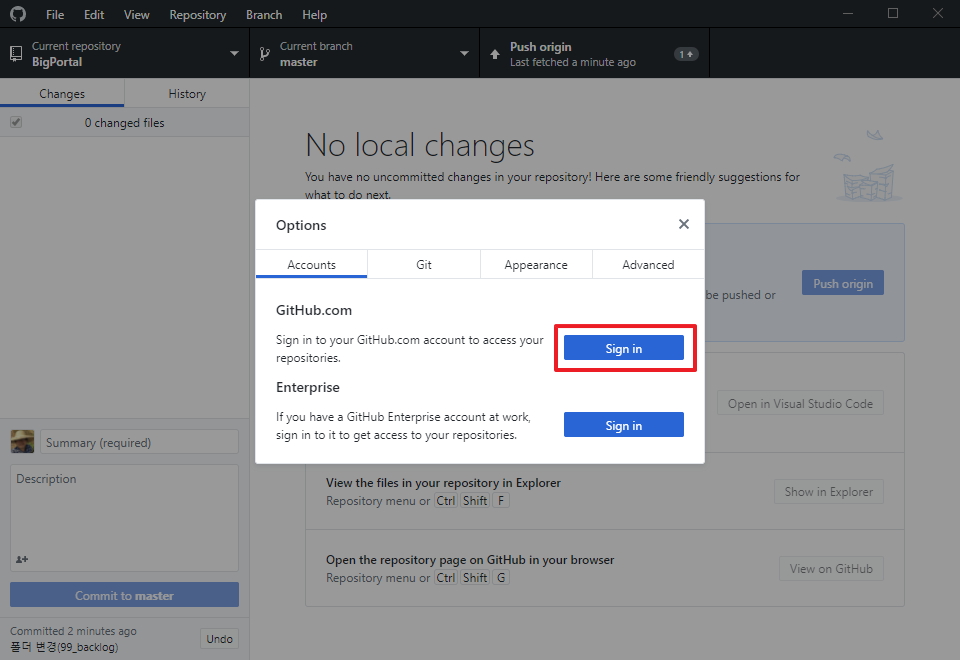 File Edit View Repository Branch Help
Current repository
BigPortal
Current branch
master
Push origin
Last fetched a minute ago
1
Changes History
0 changed files
No local changes
You have no uncommitted changes in your repository! Here are some friendly suggestions for
what to do next.
Options
Accounts Git Appearance Advanced
GitHub.com
Sign in to your GitHub.com account to access your
repositories.
Sign in
Enterprise
If you have a GitHub Enterprise account at work,
sign in to it to get access to your repositories.
Sign in
be pushed or
Push origin
Open in Visual Studio Code
View the files in your repository in Explorer
Repository menu or Ctrl Shift F
Show in Explorer
Open the repository page on GitHub in your browser
Repository menu or Ctrl Shift G
View on GitHub
Summary (required)
Description
Commit to master
Committed 2 minutes ago
폴더 변경(99_backlog)
Undo